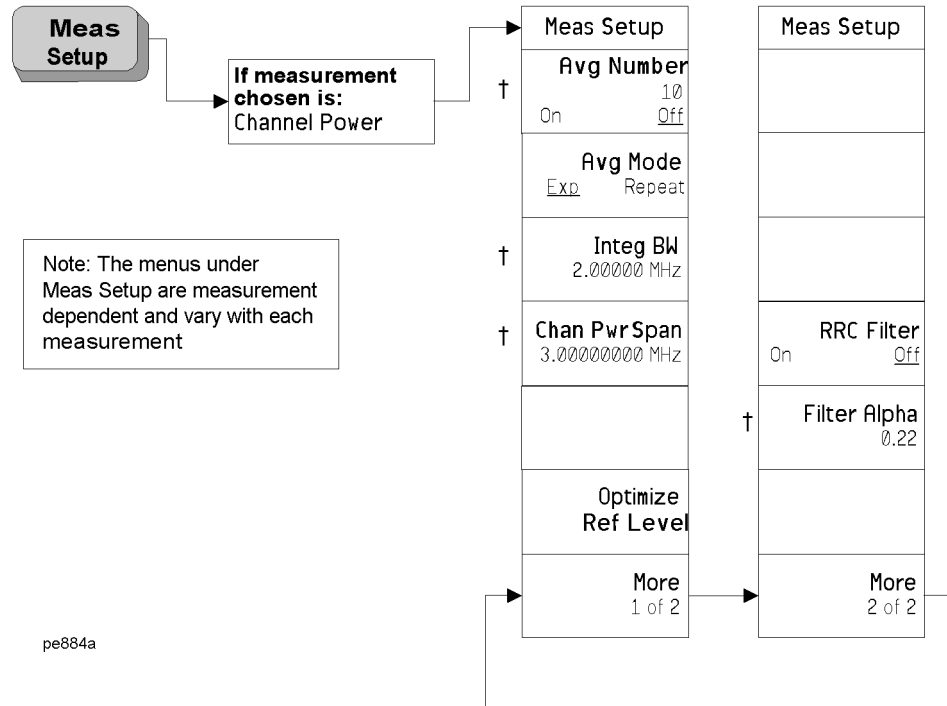 Meas
Setup
If measurement
chosen is:
Channel Power
Note: The menus under
Meas Setup are measurement
dependent and vary with each
measurement
pe884a
Meas Setup
†
Avg Number
10
On Off
Avg Mode
Exp Repeat
†
Integ BW
2.00000 MHz
†
Chan PwrSpan
3.00000000 MHz
Optimize
Ref Level
More
1 of 2
Meas Setup
RRC Filter
On Off
†
Filter Alpha
0.22
More
2 of 2